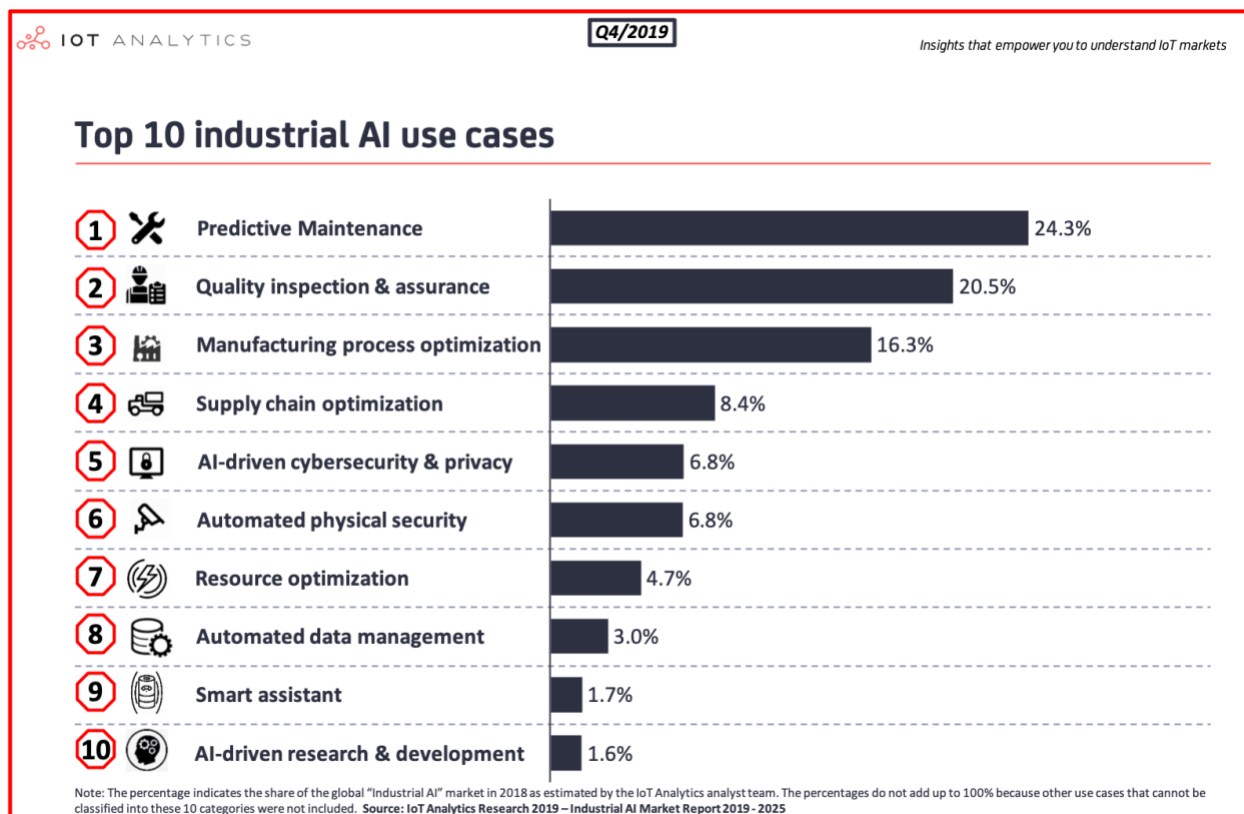 IOT ANALYTICS
Q4/2019
Insights that empower you to understand IoT markets
Top 10 industrial AI use cases
1 Predictive Maintenance 24.3%
2 Quality inspection & assurance 20.5%
3 Manufacturing process optimization 16.3%
4 Supply chain optimization 8.4%
5 AI-driven cybersecurity & privacy 6.8%
6 Automated physical security 6.8%
7 Resource optimization 4.7%
8 Automated data management 3.0%
9 Smart assistant 1.7%
10 AI-driven research & development 1.6%
Note: The percentage indicates the share of the global “Industrial AI” market in 2018 as estimated by the IoT Analytics analyst team. The percentages do not add up to 100% because other use cases that cannot be
classified into these 10 categories were not included. Source: IoT Analytics Research 2019 – Industrial AI Market Report 2019 - 2025